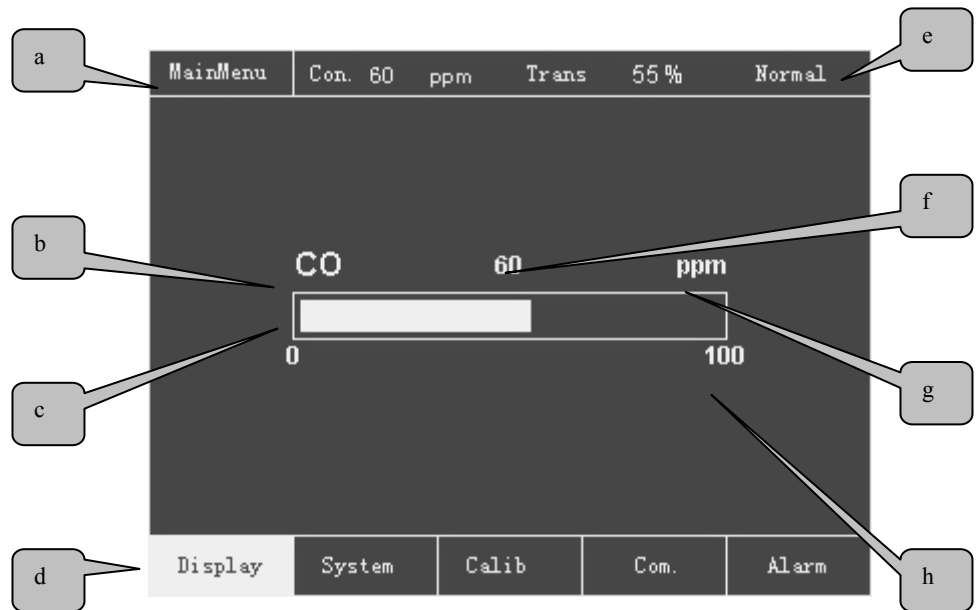 a
e
MainMenu Con. 60 ppm Trans 55% Normal
f
b
CO 60 ppm
0 100
c
g
d
Display System Calib Com. Alarm
h